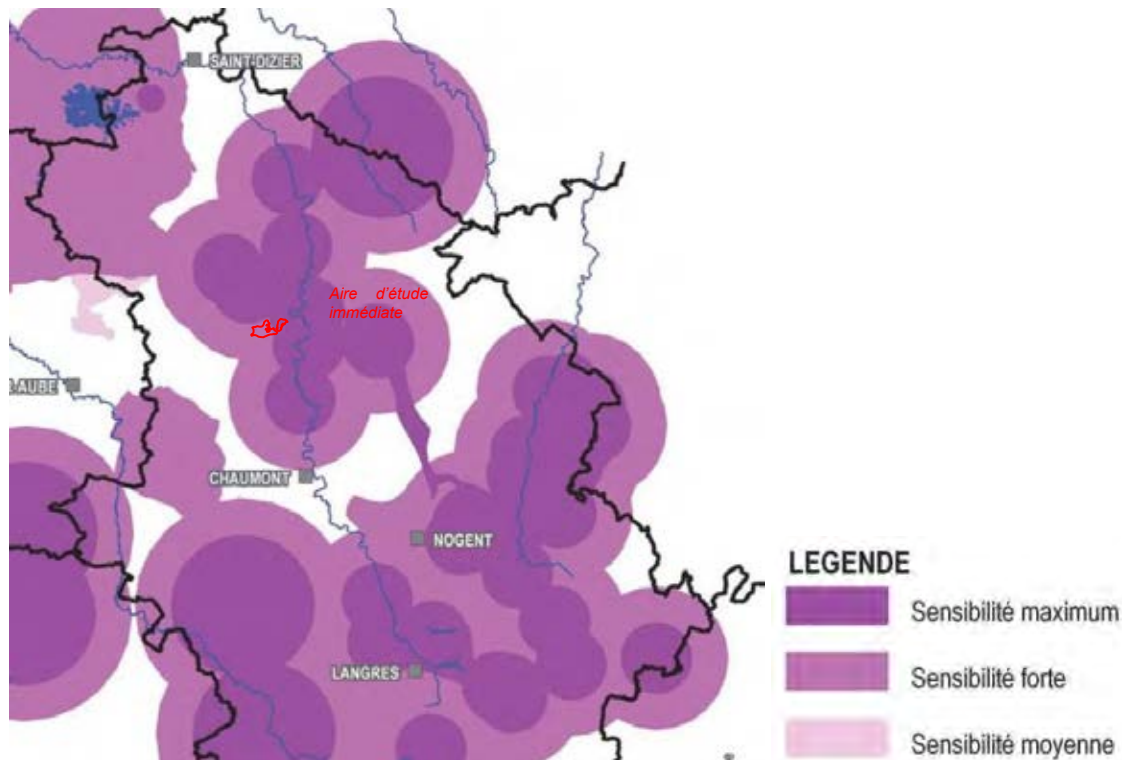 SAINT-DIZIER
Aire d'étude
immédiate
L-AUBE
CHAUMONT
NOGENT
LANGRES
LEGENDE
Sensibilité maximum
Sensibilité forte
Sensibilité moyenne